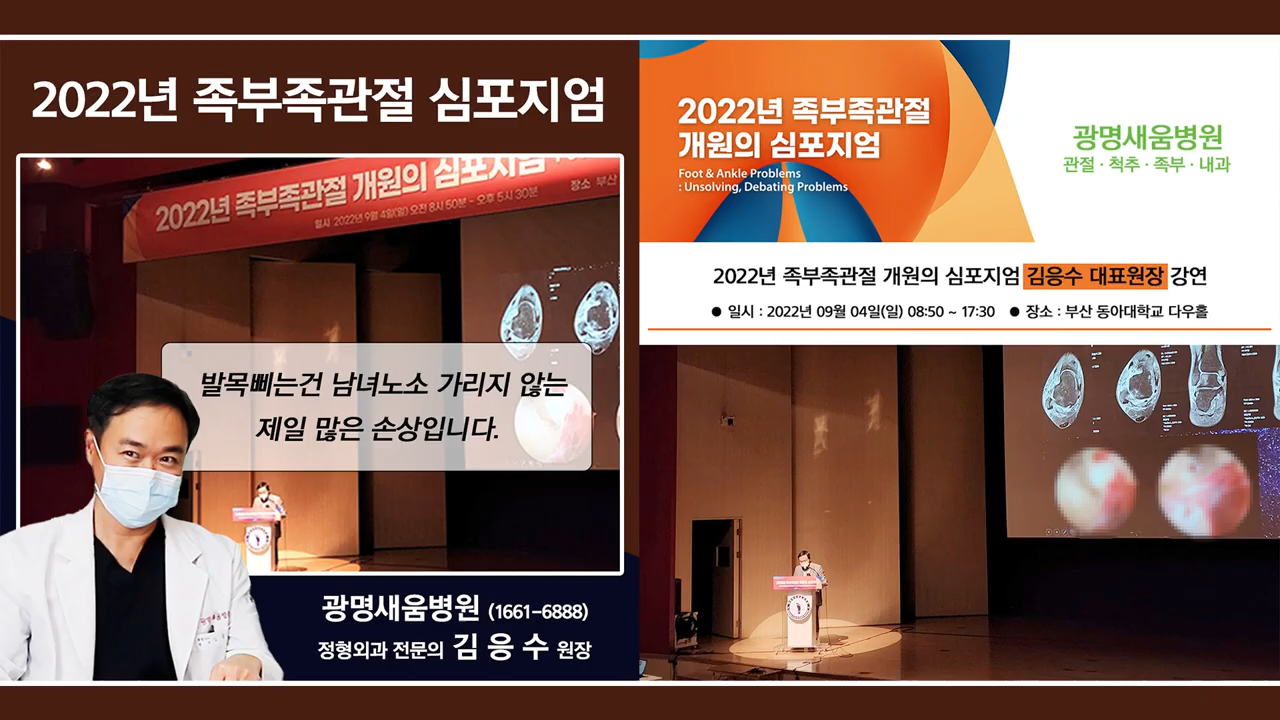 2022년 족부족관절 심포지엄
2022년 족부족관절 개원의 심포지엄
일시 : 2022년 9월 4일(일) 오전 8시 50분 ~ 오후 5시 30분
장소 부산
발목삐는건 남녀노소 가리지 않는
제일 많은 손상입니다.
광명새움병원 (1661-6888)
정형외과 전문의 김 응 수 원장
2022년 족부족관절
개원의 심포지엄
Foot & Ankle Problems
: Unsolving, Debating Problems
광명새움병원
관절 · 척추 · 족부 · 내과
2022년 족부족관절 개원의 심포지엄 김응수 대표원장 강연
● 일시 : 2022년 09월 04일(일) 08:50 ~ 17:30 ● 장소 : 부산 동아대학교 다우홀